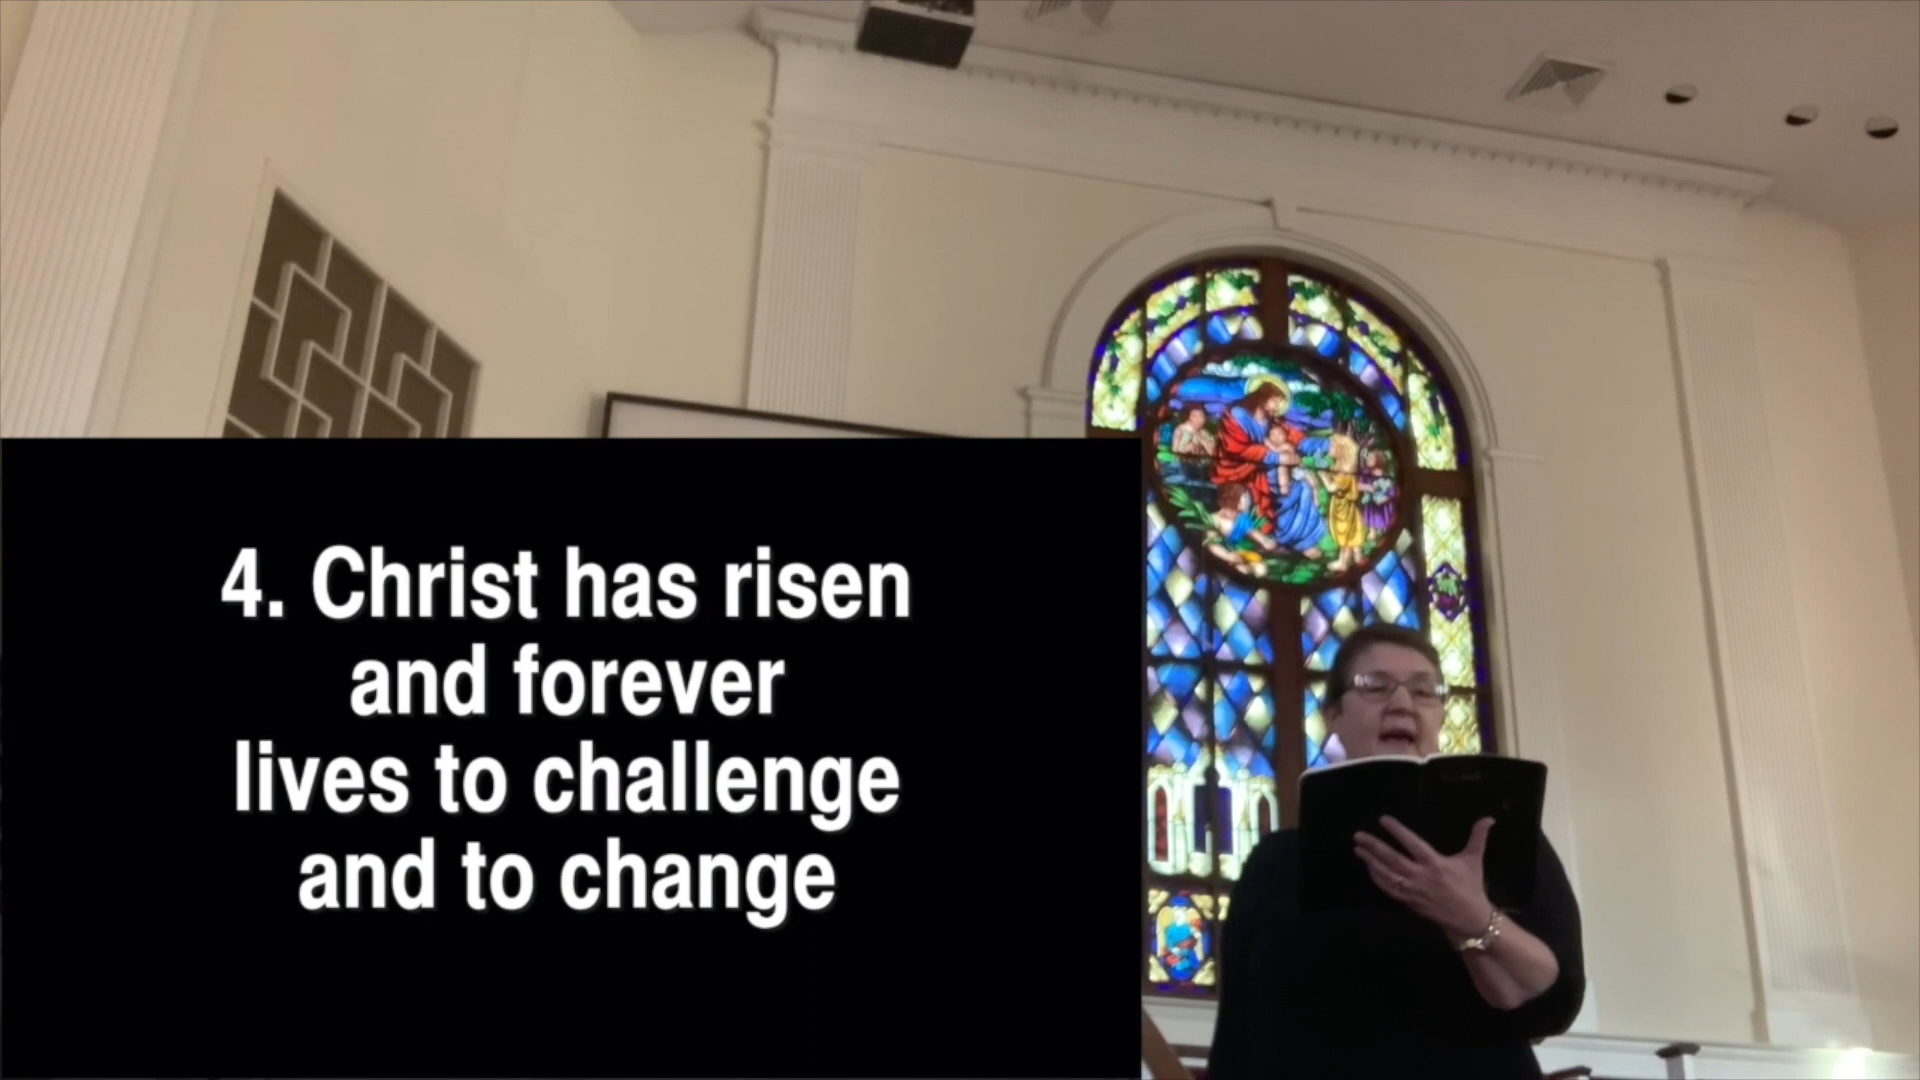 4. Christ has risen
and forever
lives to challenge
and to change